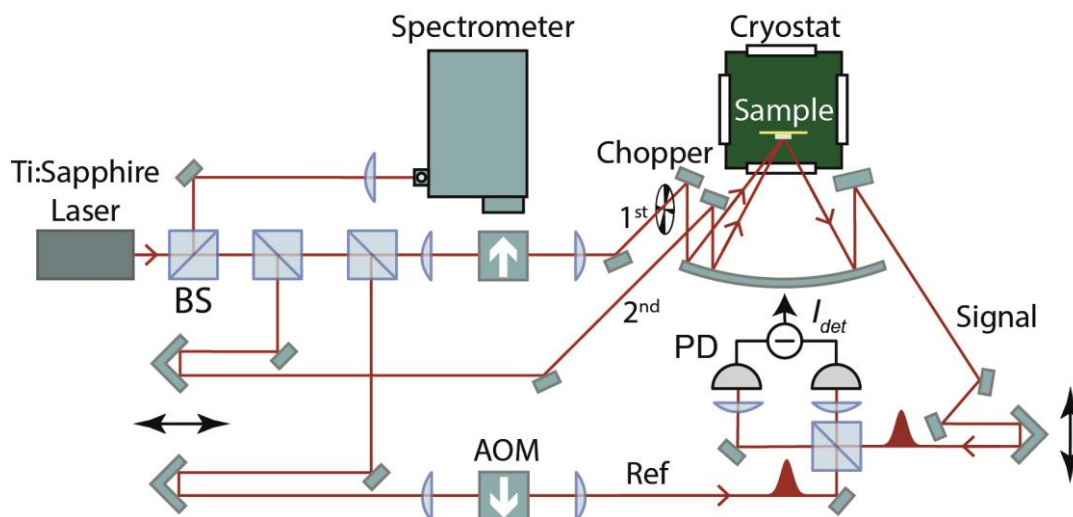 Spectrometer
Cryostat
Sample
Ti:Sapphire
Laser
Chopper
1st
BS
2nd
Idet
Signal
PD
AOM
Ref